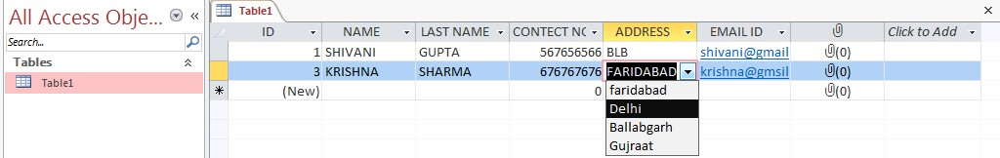 All Access Obje...
Search...
Tables
Table1
Table1
ID NAME LAST NAME CONTECT NO ADDRESS EMAIL ID Click to Add
1 SHIVANI GUPTA 567656566 BLB shivani@gmail (0)
3 KRISHNA SHARMA 676767676 FARIDABAD krishna@gmsil (0)
* (New) 0 (0)
faridabad
Delhi
Ballabgarh
Gujraat